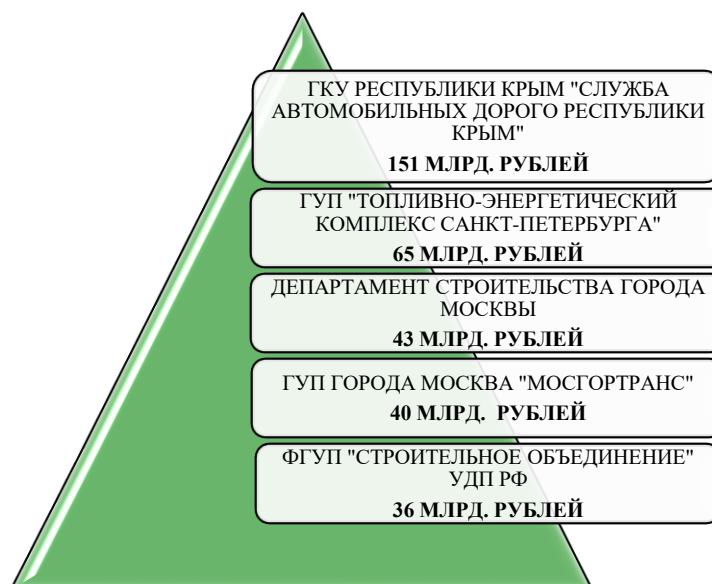 ГКУ РЕСПУБЛИКИ КРЫМ "СЛУЖБА
АВТОМОБИЛЬНЫХ ДОРОГО РЕСПУБЛИКИ
КРЫМ"
151 МЛРД. РУБЛЕЙ
ГУП "ТОПЛИВНО-ЭНЕРГЕТИЧЕСКИЙ
КОМПЛЕКС САНКТ-ПЕТЕРБУРГА"
65 МЛРД. РУБЛЕЙ
ДЕПАРТАМЕНТ СТРОИТЕЛЬСТВА ГОРОДА
МОСКВЫ
43 МЛРД. РУБЛЕЙ
ГУП ГОРОДА МОСКВА "МОСГОРТРАНС"
40 МЛРД. РУБЛЕЙ
ФГУП "СТРОИТЕЛЬНОЕ ОБЪЕДИНЕНИЕ"
УДП РФ
36 МЛРД. РУБЛЕЙ